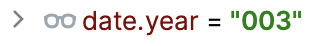 date.year = "003"